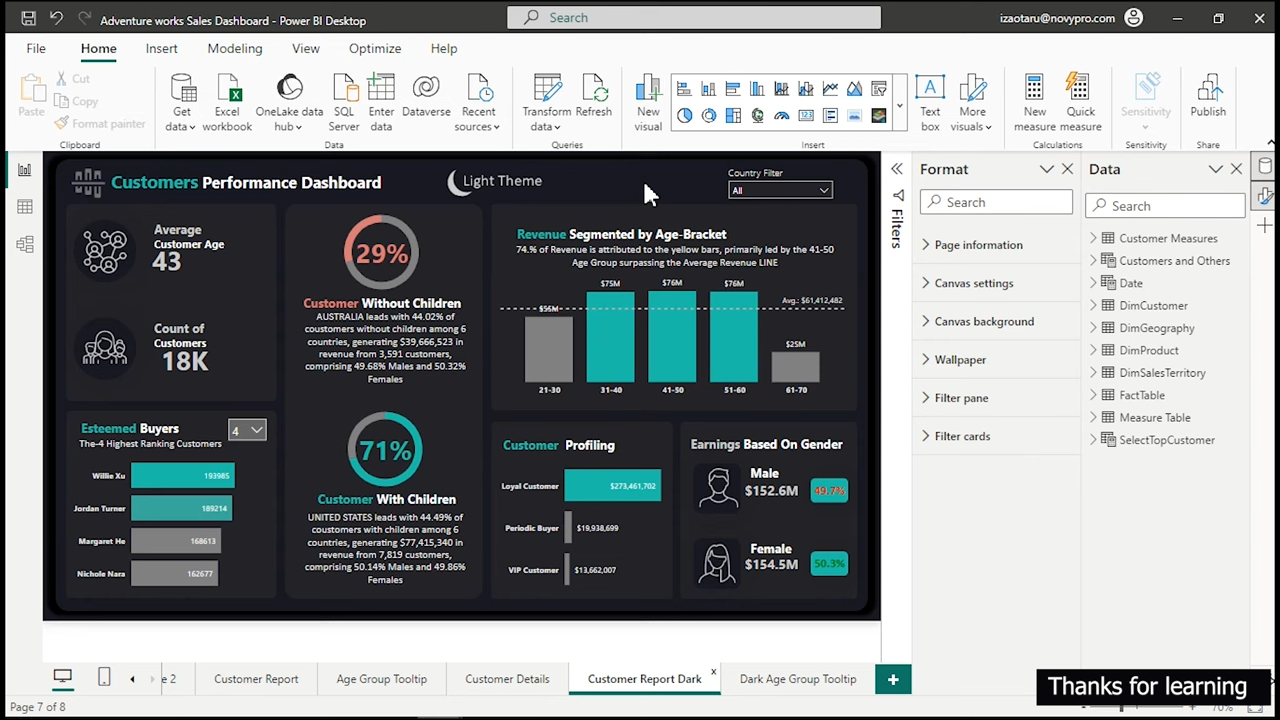 Adventure works Sales Dashboard - Power BI Desktop
Search
izaotaru@novypro.com
File Home Insert Modeling View Optimize Help
Paste
Cut
Copy
Format painter
Clipboard
Get data
Excel workbook
OneLake data hub
SQL Server
Enter data
Dataverse
Recent sources
Data
Transform data
Refresh
Queries
New visual
Text box
More visuals
Insert
New measure
Quick measure
Calculations
Sensitivity
Sensitivity
Publish
Share
Customers Performance Dashboard
Light Theme
Country Filter
All
Average
Customer Age
43
Count of
Customers
18K
Esteemed Buyers
4
The-4 Highest Ranking Customers
Willie Xu 193985
Jordan Turner 189214
Margaret He 168613
Nichole Nara 162677
29%
Customer Without Children
AUSTRALIA leads with 44.02% of
coustomers without children among 6
countries, generating $39,666,523 in
revenue from 3,591 customers,
comprising 49.68% Males and 50.32%
Females
71%
Customer With Children
UNITED STATES leads with 44.49% of
coustomers with children among 6
countries, generating $77,415,340 in
revenue from 7,819 customers,
comprising 50.14% Males and 49.86%
Females
Revenue Segmented by Age-Bracket
74.% of Revenue is attributed to the yellow bars, primarily led by the 41-50
Age Group surpassing the Average Revenue LINE
$56M $75M $76M $76M $25M
Avg.: $61,412,482
21-30 31-40 41-50 51-60 61-70
Customer Profiling
Loyal Customer $273,461,702
Periodic Buyer $19,938,699
VIP Customer $13,662,007
Earnings Based On Gender
Male
$152.6M 49.7%
Female
$154.5M 50.3%
Filters
Format
Search
Page information
Canvas settings
Canvas background
Wallpaper
Filter pane
Filter cards
Data
Search
Customer Measures
Customers and Others
Date
DimCustomer
DimGeography
DimProduct
DimSalesTerritory
FactTable
Measure Table
SelectTopCustomer
e 2
Customer Report
Age Group Tooltip
Customer Details
Customer Report Dark
Dark Age Group Tooltip
Thanks for learning
Page 7 of 8
70%